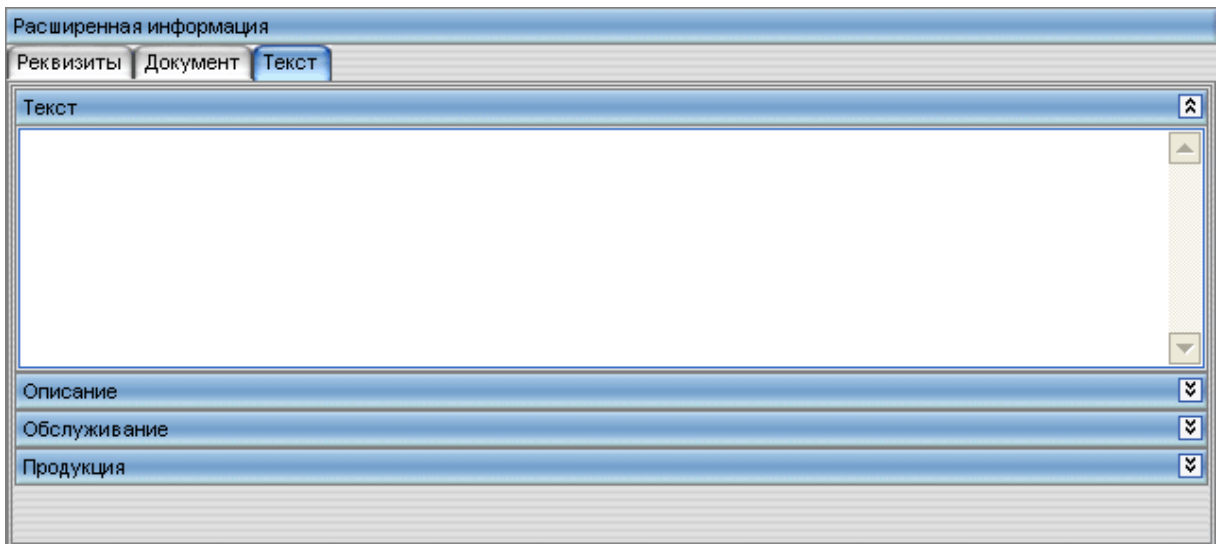 Расширенная информация
Реквизиты Документ Текст
Текст
Описание
Обслуживание
Продукция